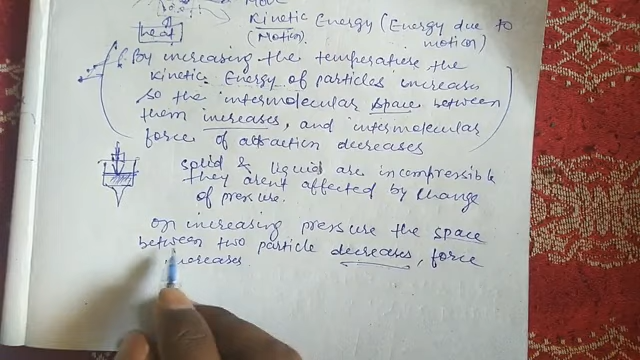 Move
Kinetic Energy (Energy due to
heat
(Motion).
motion)
By increasing the temperature the
kinetic Energy of particles increases
so the intermolecular space between
them increases, and intermolecular
force of attraction decreases
solid & liquid are incompressible
they aren't affected by change
of pressure.
on increasing pressure the space
between two particle decreases, force
increases